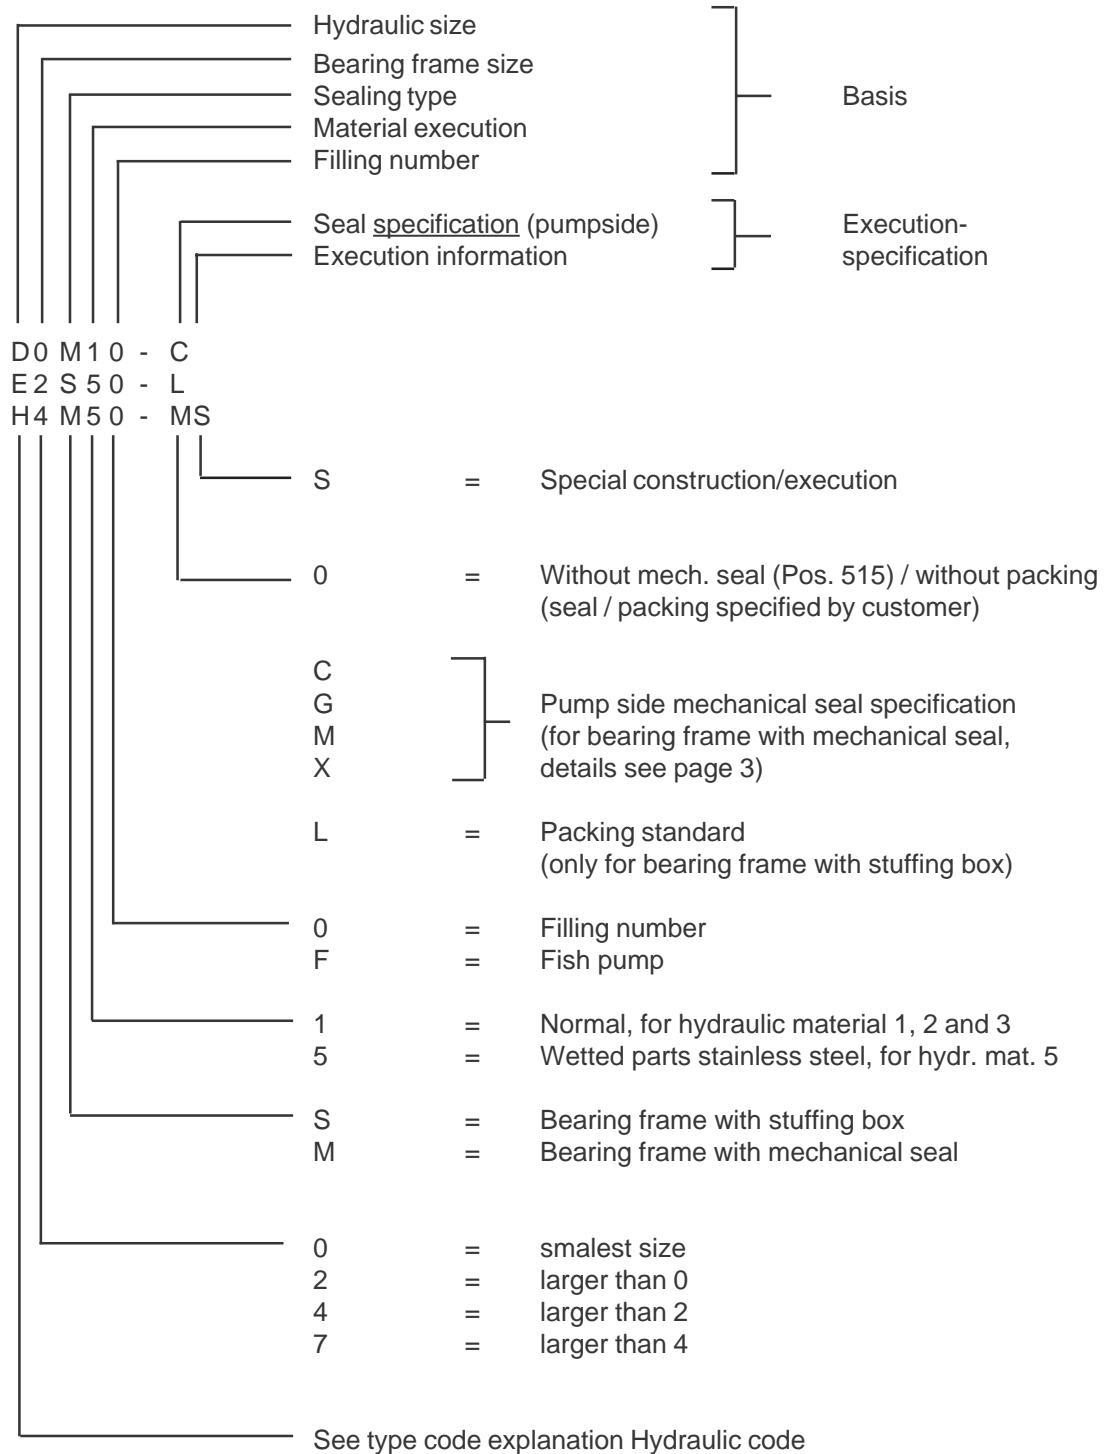 Hydraulic size
Bearing frame size
Sealing type Basis
Material execution
Filling number
Seal specification (pumpside) Execution-
Execution information specification
D0 M10 - C
E2 S50 - L
H4 M50 - MS
S = Special construction/execution
0 = Without mech. seal (Pos. 515) / without packing
(seal / packing specified by customer)
C
G Pump side mechanical seal specification
M (for bearing frame with mechanical seal,
X details see page 3)
L = Packing standard
(only for bearing frame with stuffing box)
0 = Filling number
F = Fish pump
1 = Normal, for hydraulic material 1, 2 and 3
5 = Wetted parts stainless steel, for hydr. mat. 5
S = Bearing frame with stuffing box
M = Bearing frame with mechanical seal
0 = smalest size
2 = larger than 0
4 = larger than 2
7 = larger than 4
See type code explanation Hydraulic code